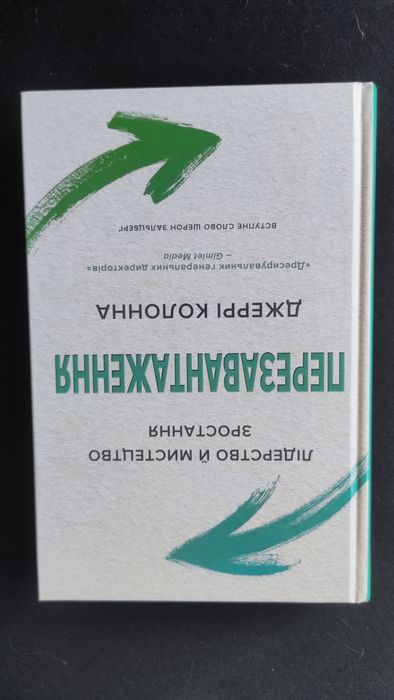 ЛІДЕРСТВО Й МИСТЕЦТВО
ЗРОСТАННЯ
ПЕРЕЗАВАНТАЖЕННЯ
ДЖЕРРІ КОЛОННА
«Дресирувальник генеральних директорів»
– Gimlet Media
ВСТУПНЕ СЛОВО ШЕРОН ЗАЛЬЦБЕРГ